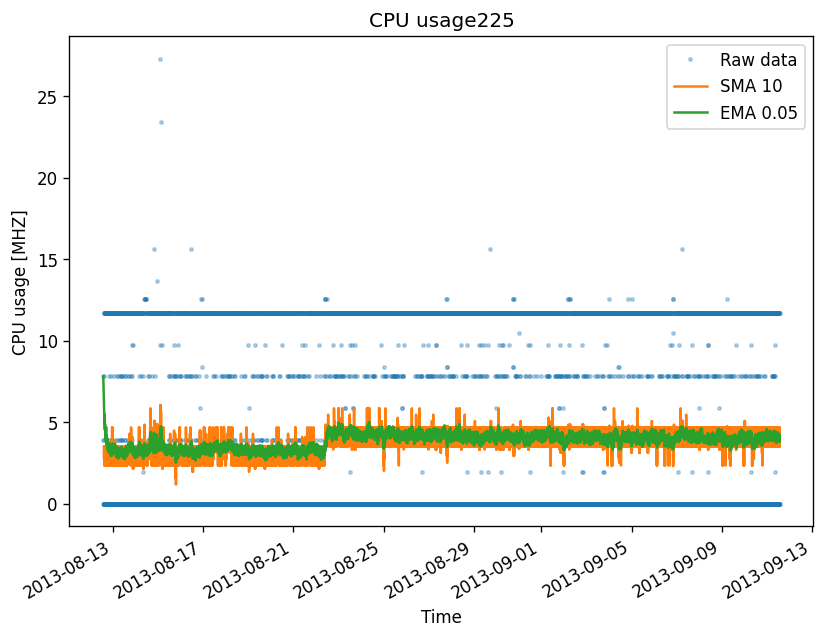 CPU usage225
Raw data
SMA 10
EMA 0.05
CPU usage [MHZ]
25
20
15
10
5
0
2013-08-13
2013-08-17
2013-08-21
2013-08-25
2013-08-29
2013-09-01
2013-09-05
2013-09-09
2013-09-13
Time